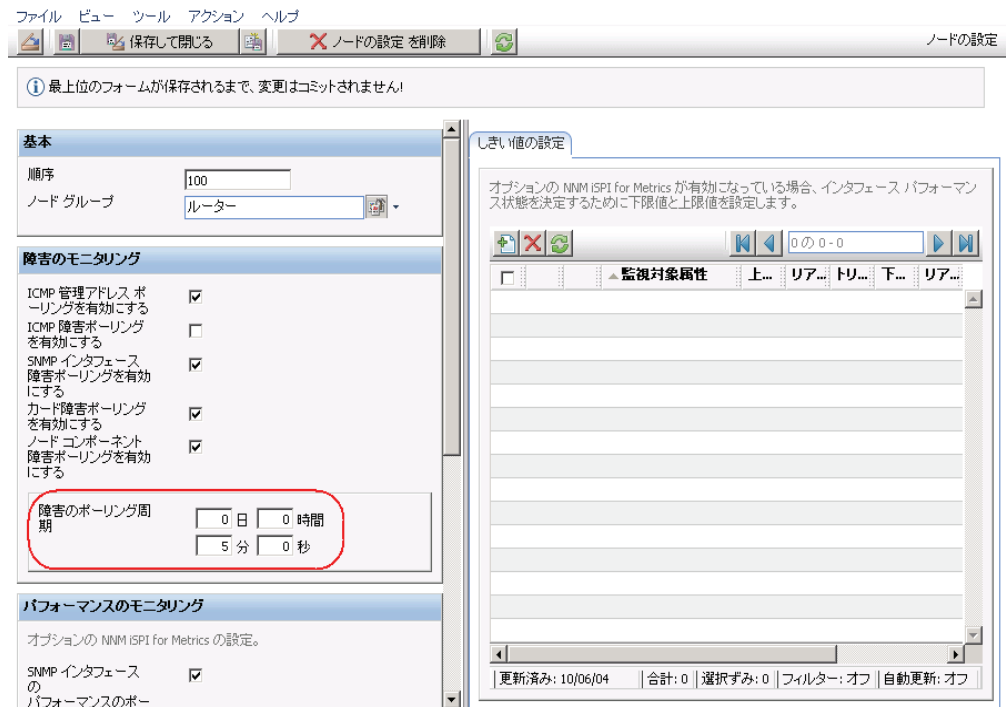 ファイル ビュー ツール アクション ヘルプ
保存して閉じる ノードの設定 を削除 ノードの設定
最上位のフォームが保存されるまで、変更はコミットされません!
基本
順序 100
ノード グループ ルーター
障害のモニタリング
ICMP 管理アドレス ポ
ーリングを有効にする
ICMP 障害ポーリング
を有効にする
SNMP インタフェース
障害ポーリングを有効
にする
カード障害ポーリング
を有効にする
ノード コンポーネント
障害ポーリングを有効
にする
障害のポーリング周
期
0 日 0 時間
5 分 0 秒
パフォーマンスのモニタリング
オプションの NNM iSPI for Metrics の設定。
SNMP インタフェース
の
パフォーマンスのポー
しきい値の設定
オプションの NNM iSPI for Metrics が有効になっている場合、インタフェース パフォーマン
ス状態を決定するために下限値と上限値を設定します。
0 の 0 - 0
監視対象属性 上... リア... トリ...下... リア...
更新済み: 10/06/04 合計: 0 選択ずみ: 0 フィルター: オフ 自動更新: オフ